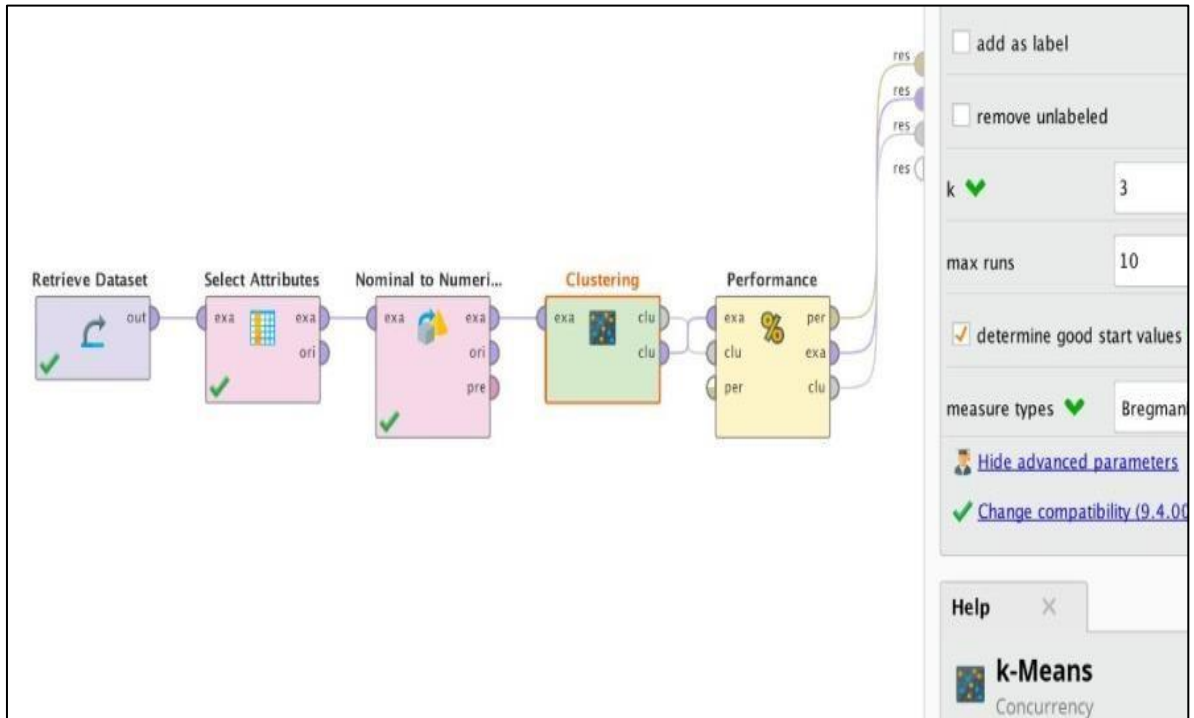 Retrieve Dataset
out
Select Attributes
exa
exa
ori
Nominal to Numeri...
exa
exa
ori
pre
Clustering
exa
clu
clu
Performance
exa
clu
per
%
per
exa
clu
res
res
res
res
add as label
remove unlabeled
k
3
max runs
10
determine good start values
measure types
Bregman
Hide advanced parameters
Change compatibility (9.4.00
Help
k-Means
Concurrency